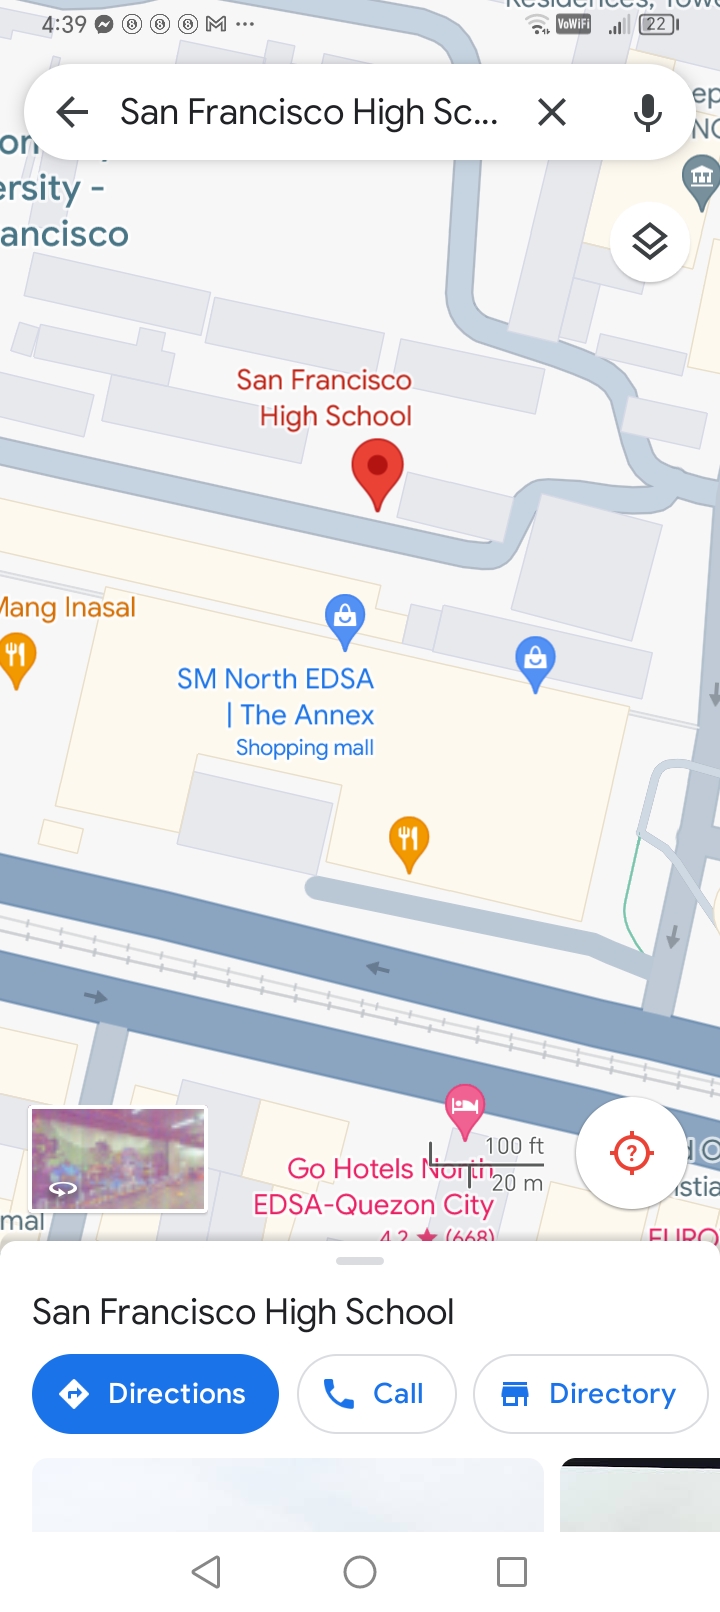 4:39
VoWiFi
22
San Francisco High Sc...
ersity -
ancisco
San Francisco
High School
Mang Inasal
SM North EDSA
| The Annex
Shopping mall
100 ft
20 m
Go Hotels North
EDSA-Quezon City
4.2 ★ (668)
mal
stia
EURO
San Francisco High School
Directions
Call
Directory